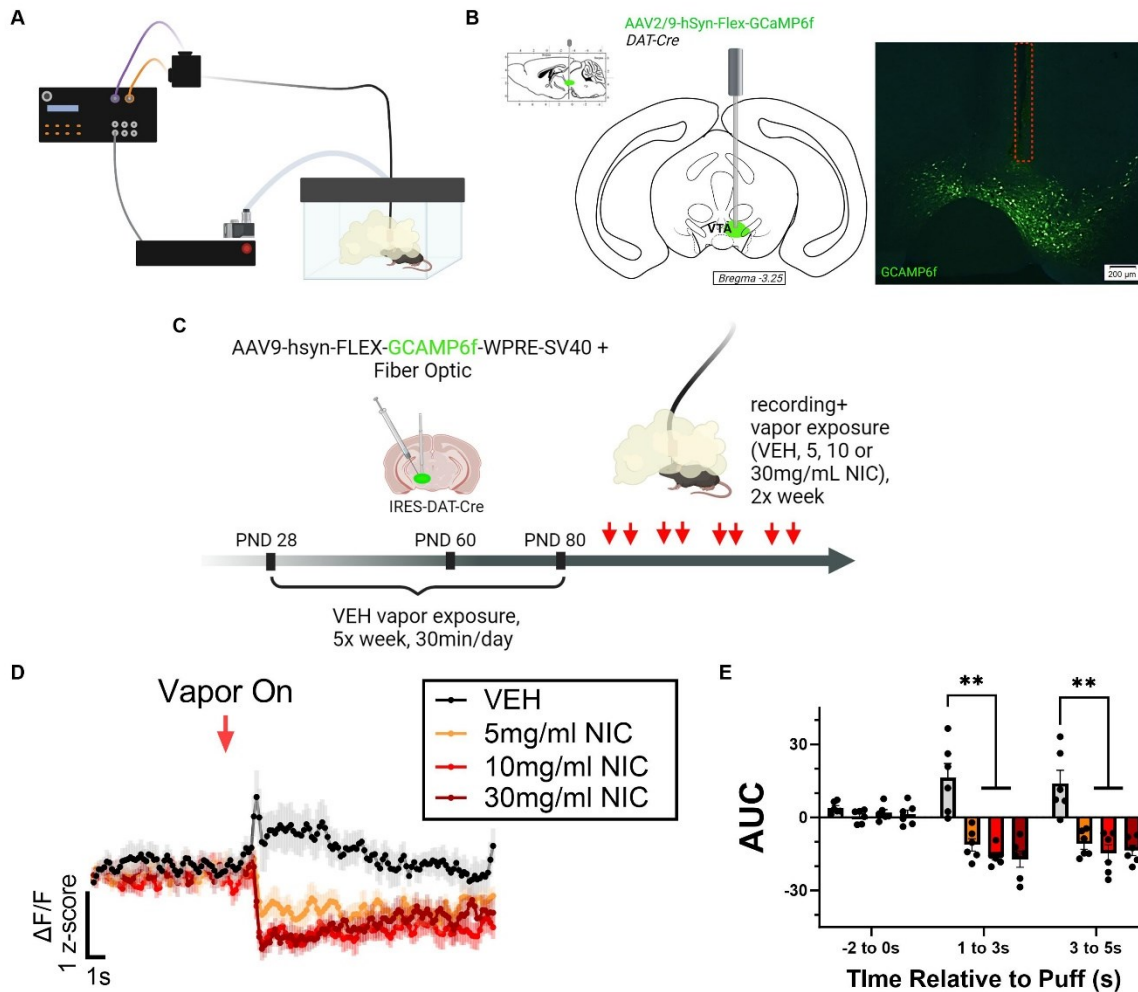 A
B
AAV2/9-hSyn-Flex-GCaMP6f
DAT-Cre
VTA
Bregma -3.25
GCAMP6f
200 µm
C
AAV9-hsyn-FLEX-GCAMP6f-WPRE-SV40 +
Fiber Optic
IRES-DAT-Cre
recording+
vapor exposure
(VEH, 5, 10 or
30mg/mL NIC),
2x week
PND 28
PND 60
PND 80
VEH vapor exposure,
5x week, 30min/day
D
Vapor On
VEH
5mg/ml NIC
10mg/ml NIC
30mg/ml NIC
ΔF/F
1 z-score
1s
E
**
**
AUC
30
0
-30
-2 to 0s
1 to 3s
3 to 5s
TIme Relative to Puff (s)